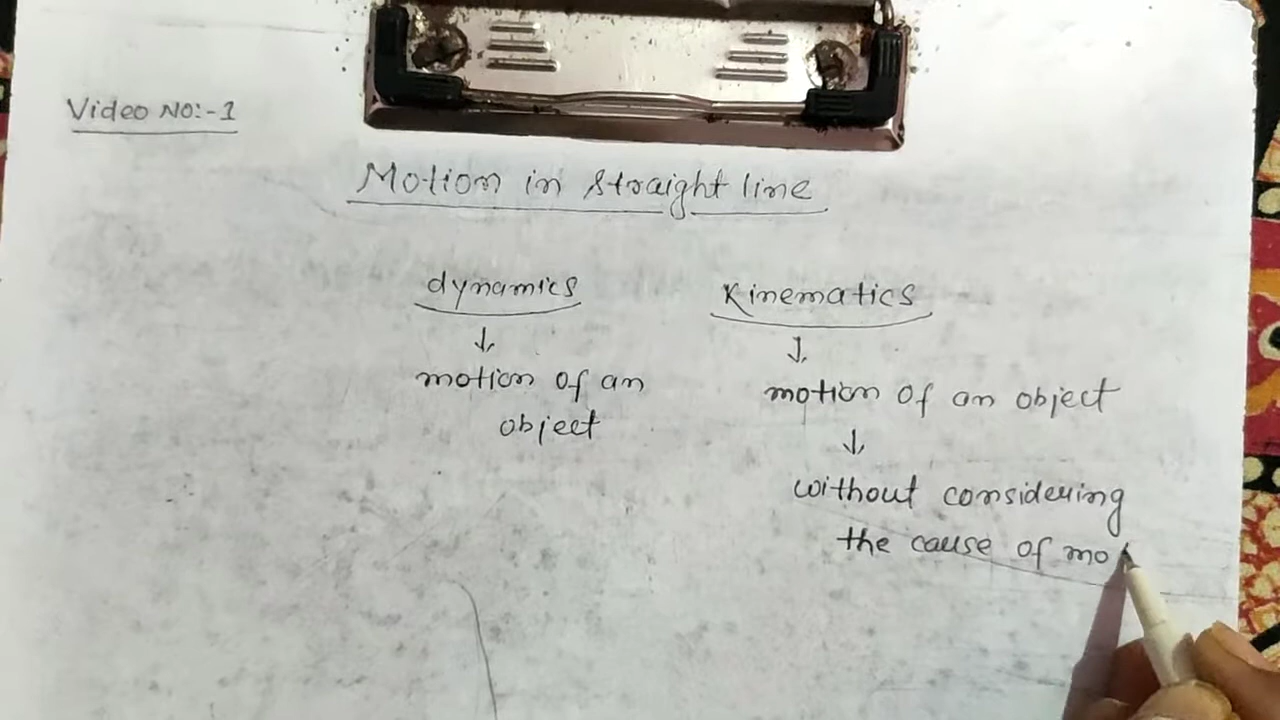 Video NO:-1
Motion in straight line
dynamics
Kinematics
↓
↓
motion of an
object
motion of an object
↓
without considering
the cause of mo